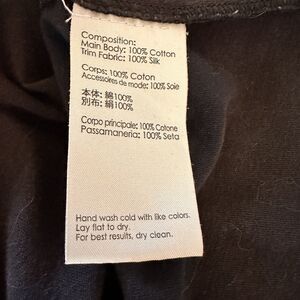 Composition:
Main Body: 100% Cotton
Trim Fabric: 100% Silk
Corps: 100% Coton
Accessoires de mode: 100% Soie
本体: 綿100%
別布: 絹100%
Corpo principale: 100% Cotone
Passamaneria: 100% Seta
Hand wash cold with like colors.
Lay flat to dry.
For best results, dry clean.